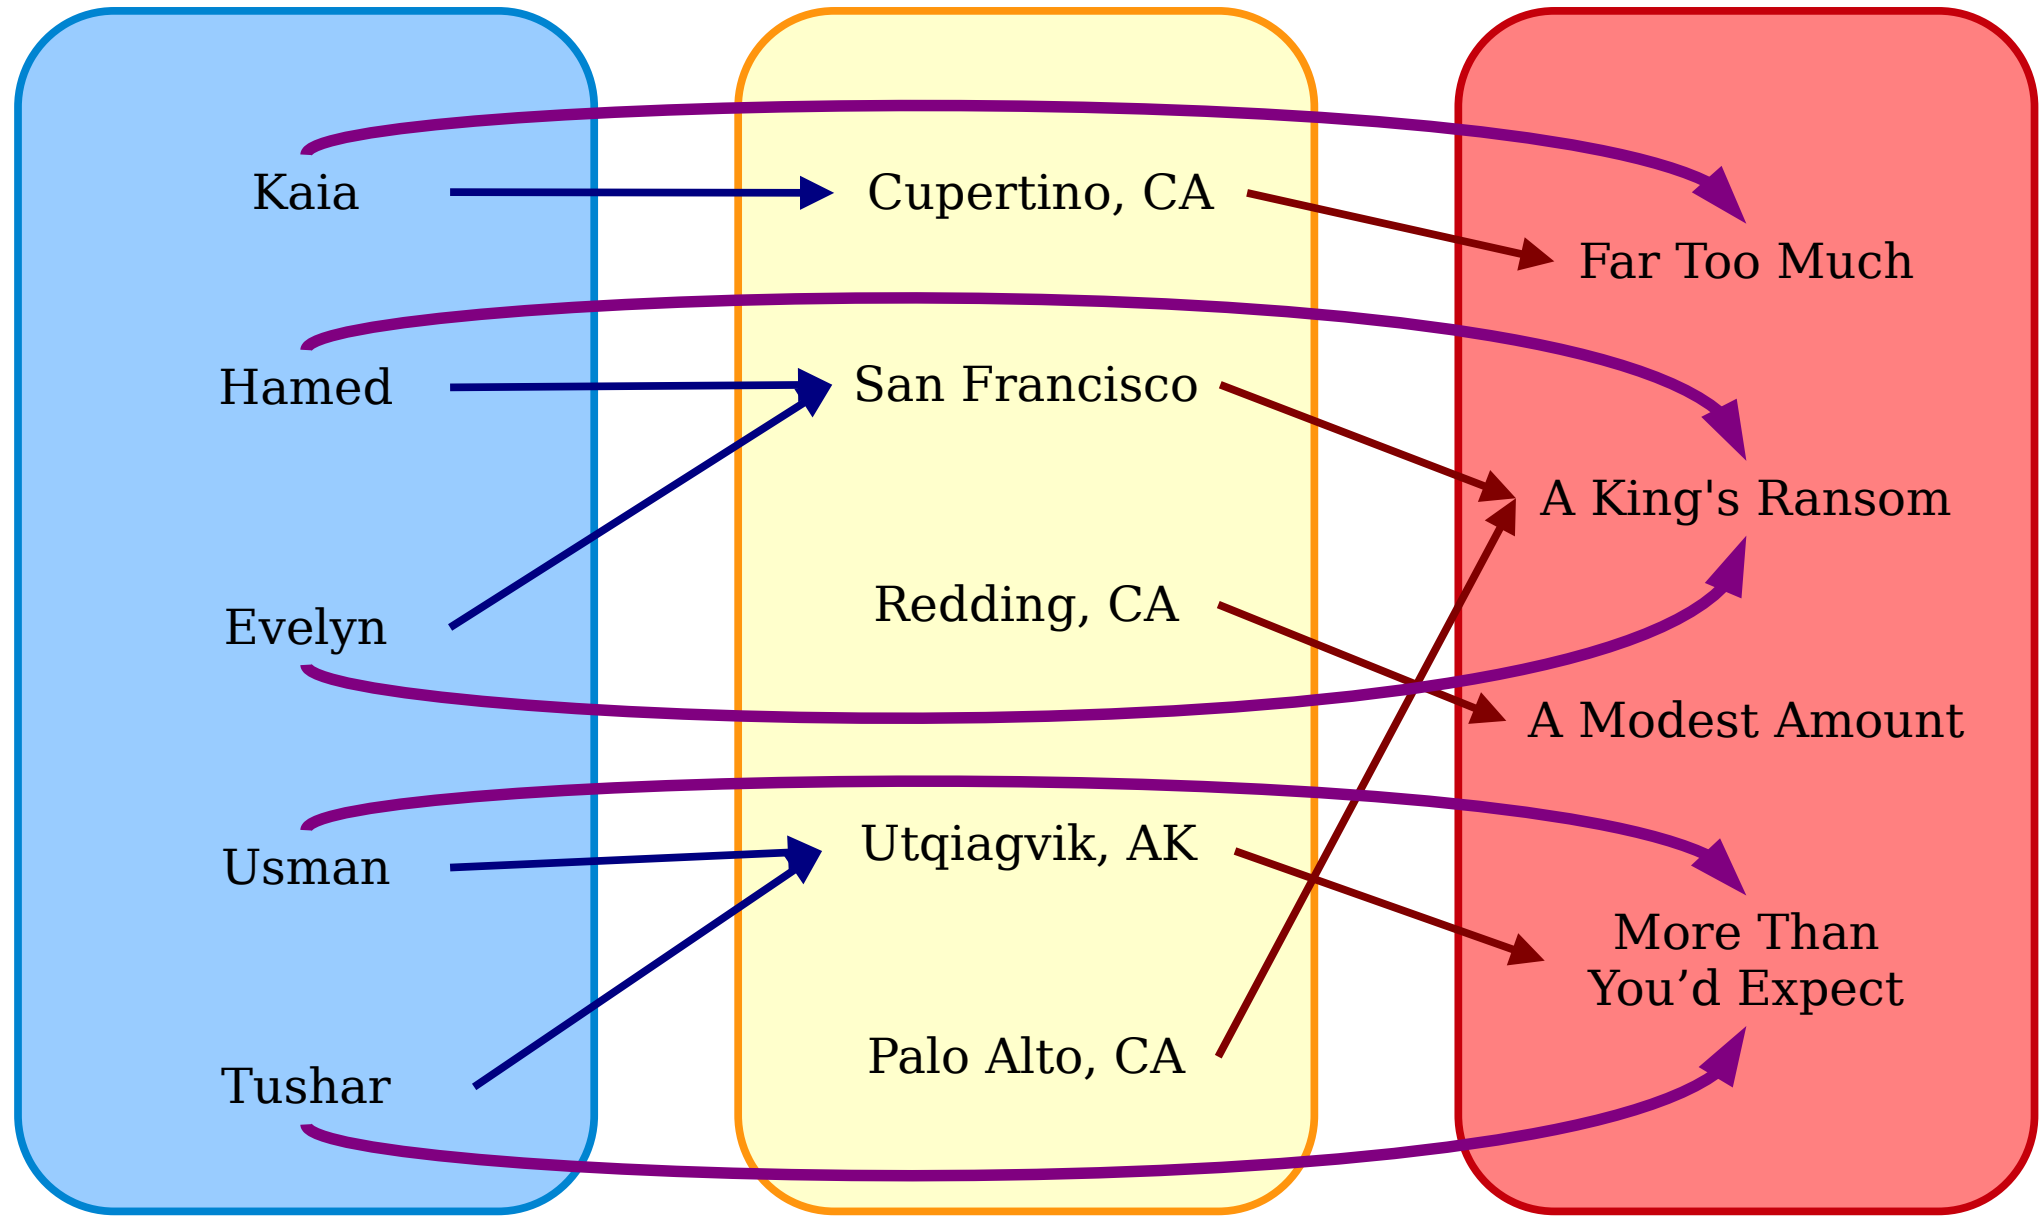 Kaia
Hamed
Evelyn
Usman
Tushar
Cupertino, CA
San Francisco
Redding, CA
Utqiagvik, AK
Palo Alto, CA
Far Too Much
A King's Ransom
A Modest Amount
More Than
You’d Expect